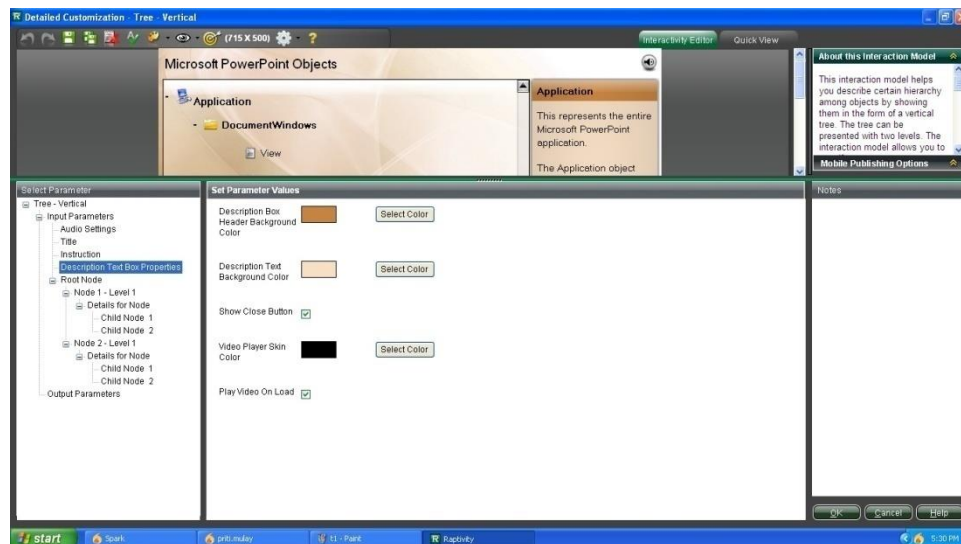 Detailed Customization - Tree - Vertical
(715 X 500)
?
Interactivity Editor
Quick View
Microsoft PowerPoint Objects
- Application
- DocumentWindows
View
Application
This represents the entire
Microsoft PowerPoint
application.
The Application object
About this Interaction Model
This interaction model helps
you describe certain hierarchy
among objects by showing
them in the form of a vertical
tree. The tree can be
presented with two levels. The
interaction model allows you to
Mobile Publishing Options
Select Parameter
Tree - Vertical
Input Parameters
Audio Settings
Title
Instruction
Description Text Box Properties
Root Node
Node 1 - Level 1
Details for Node
Child Node 1
Child Node 2
Node 2 - Level 1
Details for Node
Child Node 1
Child Node 2
Output Parameters
Set Parameter Values
Description Box
Header Background
Color
Select Color
Description Text
Background Color
Select Color
Show Close Button
Video Player Skin
Color
Select Color
Play Video On Load
Notes
OK
Cancel
Help
start
Spark
priti.mulay
t1 - Paint
Raptivity
5:30 PM